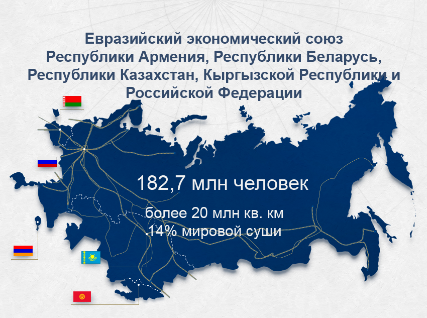 Евразийский экономический союз
Республики Армения, Республики Беларусь,
Республики Казахстан, Кыргызской Республики и
Российской Федерации
182,7 млн человек
более 20 млн кв. км
14% мировой суши